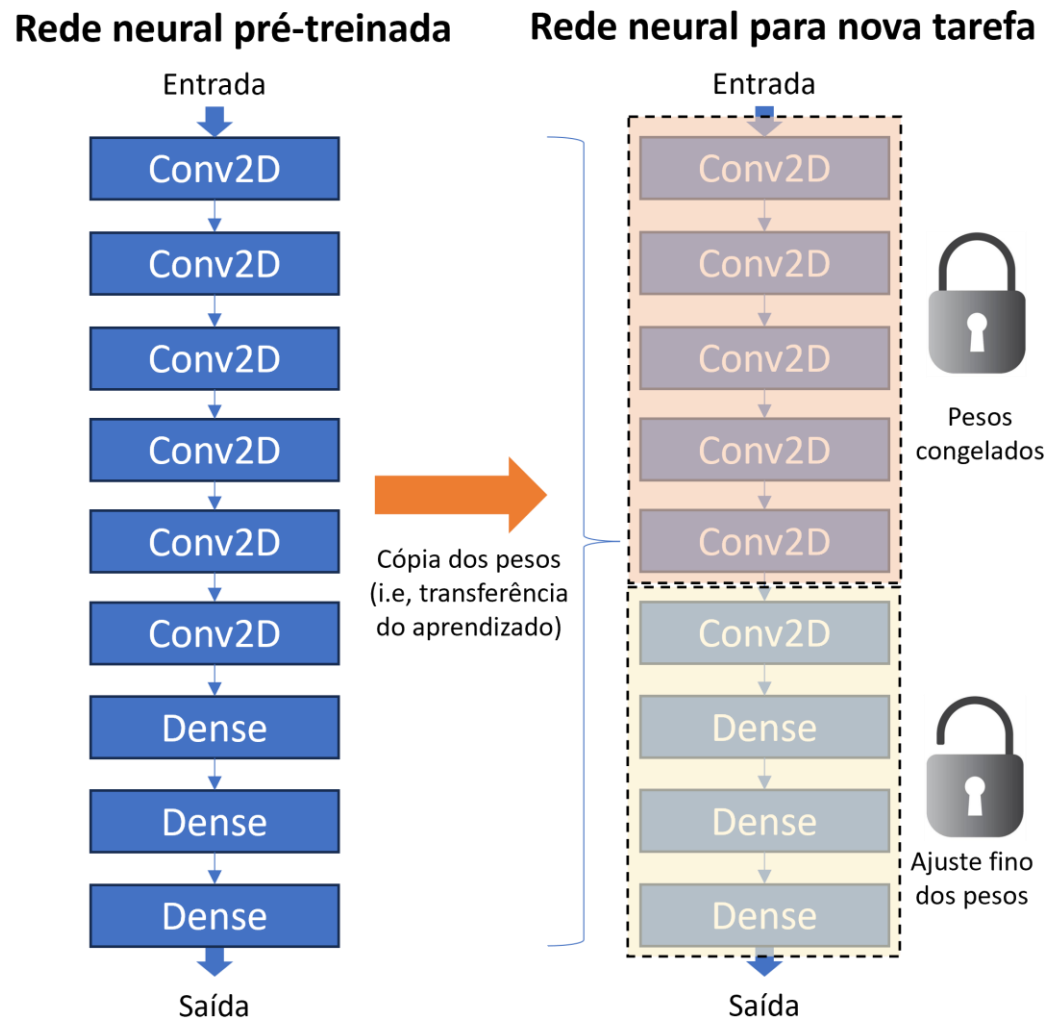 Rede neural pré-treinada
Entrada
Conv2D
Conv2D
Conv2D
Conv2D
Conv2D
Conv2D
Dense
Dense
Dense
Saída
Cópia dos pesos
(i.e, transferência
do aprendizado)
Rede neural para nova tarefa
Entrada
Conv2D
Conv2D
Conv2D
Conv2D
Conv2D
Conv2D
Dense
Dense
Dense
Saída
Pesos
congelados
Ajuste fino
dos pesos